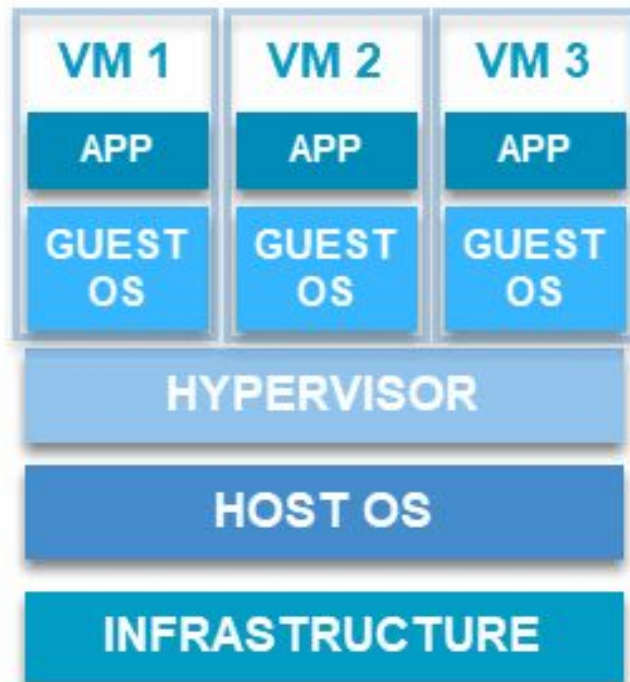 VM 1
VM 2
VM 3
APP
APP
APP
GUEST
OS
GUEST
OS
GUEST
OS
HYPERVISOR
HOST OS
INFRASTRUCTURE